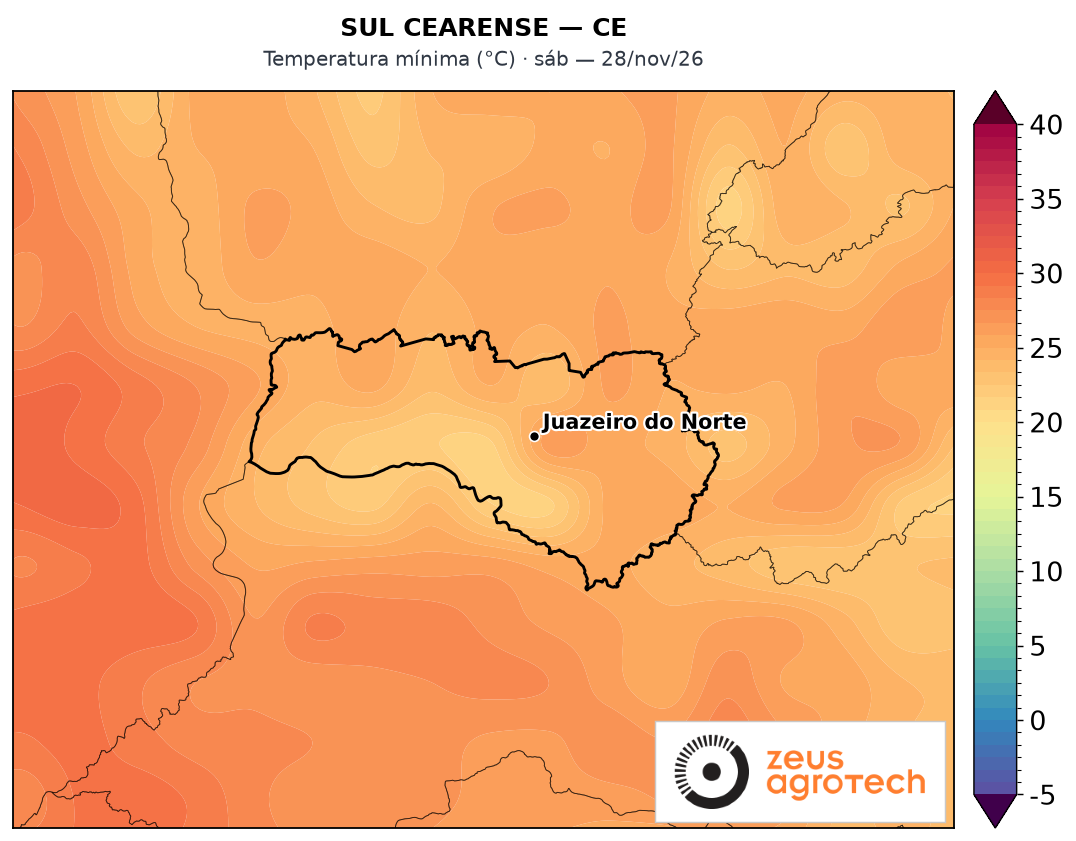 SUL CEARENSE — CE
Temperatura mínima (°C) · sáb — 28/nov/26
40
35
30
25
20
15
10
5
0
-5
Juazeiro do Norte
zeus
agrotech